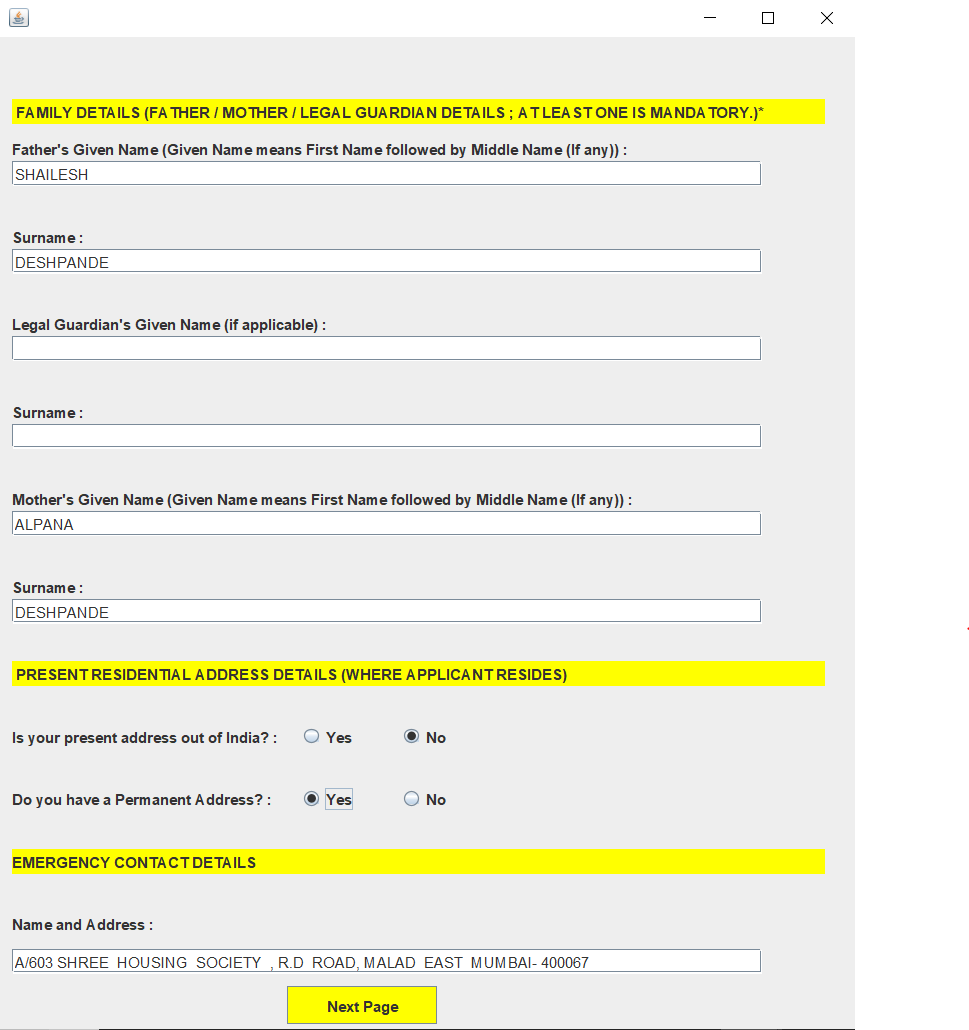 FAMILY DETAILS (FATHER / MOTHER / LEGAL GUARDIAN DETAILS ; AT LEAST ONE IS MANDATORY.)*
Father's Given Name (Given Name means First Name followed by Middle Name (If any)) :
SHAILESH
Surname :
DESHPANDE
Legal Guardian's Given Name (if applicable) :
Surname :
Mother's Given Name (Given Name means First Name followed by Middle Name (If any)) :
ALPANA
Surname :
DESHPANDE
PRESENT RESIDENTIAL ADDRESS DETAILS (WHERE APPLICANT RESIDES)
Is your present address out of India? : Yes No
Do you have a Permanent Address? : Yes No
EMERGENCY CONTACT DETAILS
Name and Address :
A/603 SHREE HOUSING SOCIETY , R.D ROAD, MALAD EAST MUMBAI- 400067
Next Page